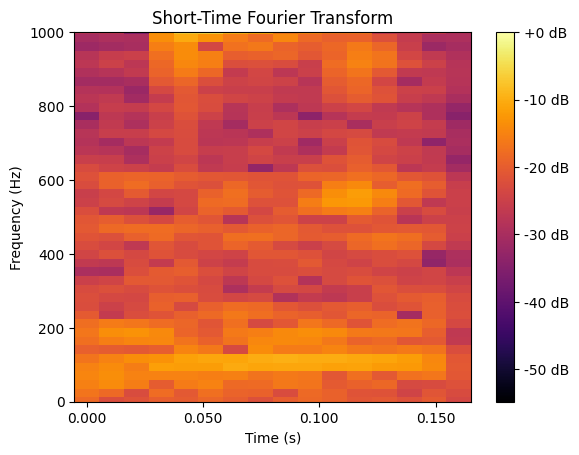 Short-Time Fourier Transform
1000
800
600
400
200
0
Frequency (Hz)
0.000
0.050
0.100
0.150
Time (s)
+0 dB
-10 dB
-20 dB
-30 dB
-40 dB
-50 dB